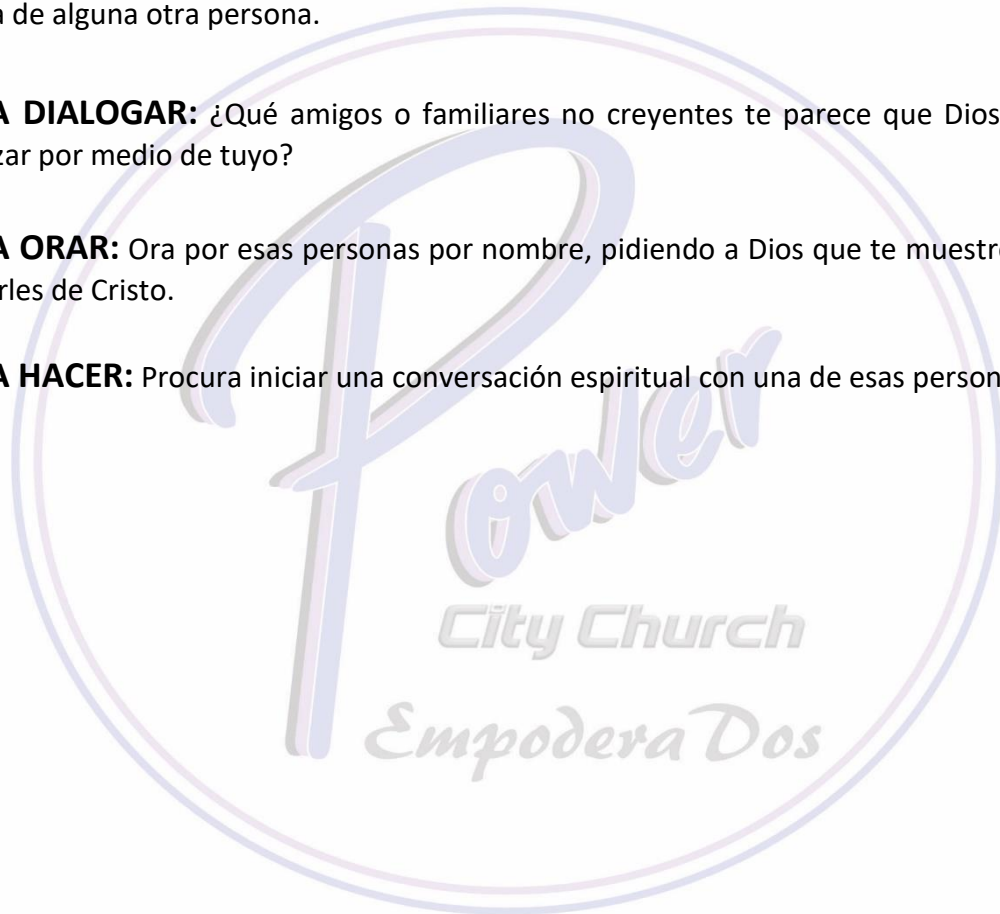 a de alguna otra persona.
A DIALOGAR: ¿Qué amigos o familiares no creyentes te parece que Dios
zar por medio de tuyo?
A ORAR: Ora por esas personas por nombre, pidiendo a Dios que te muestr
rles de Cristo.
A HACER: Procura iniciar una conversación espiritual con una de esas person
Power
City Church
EmpoderaDos